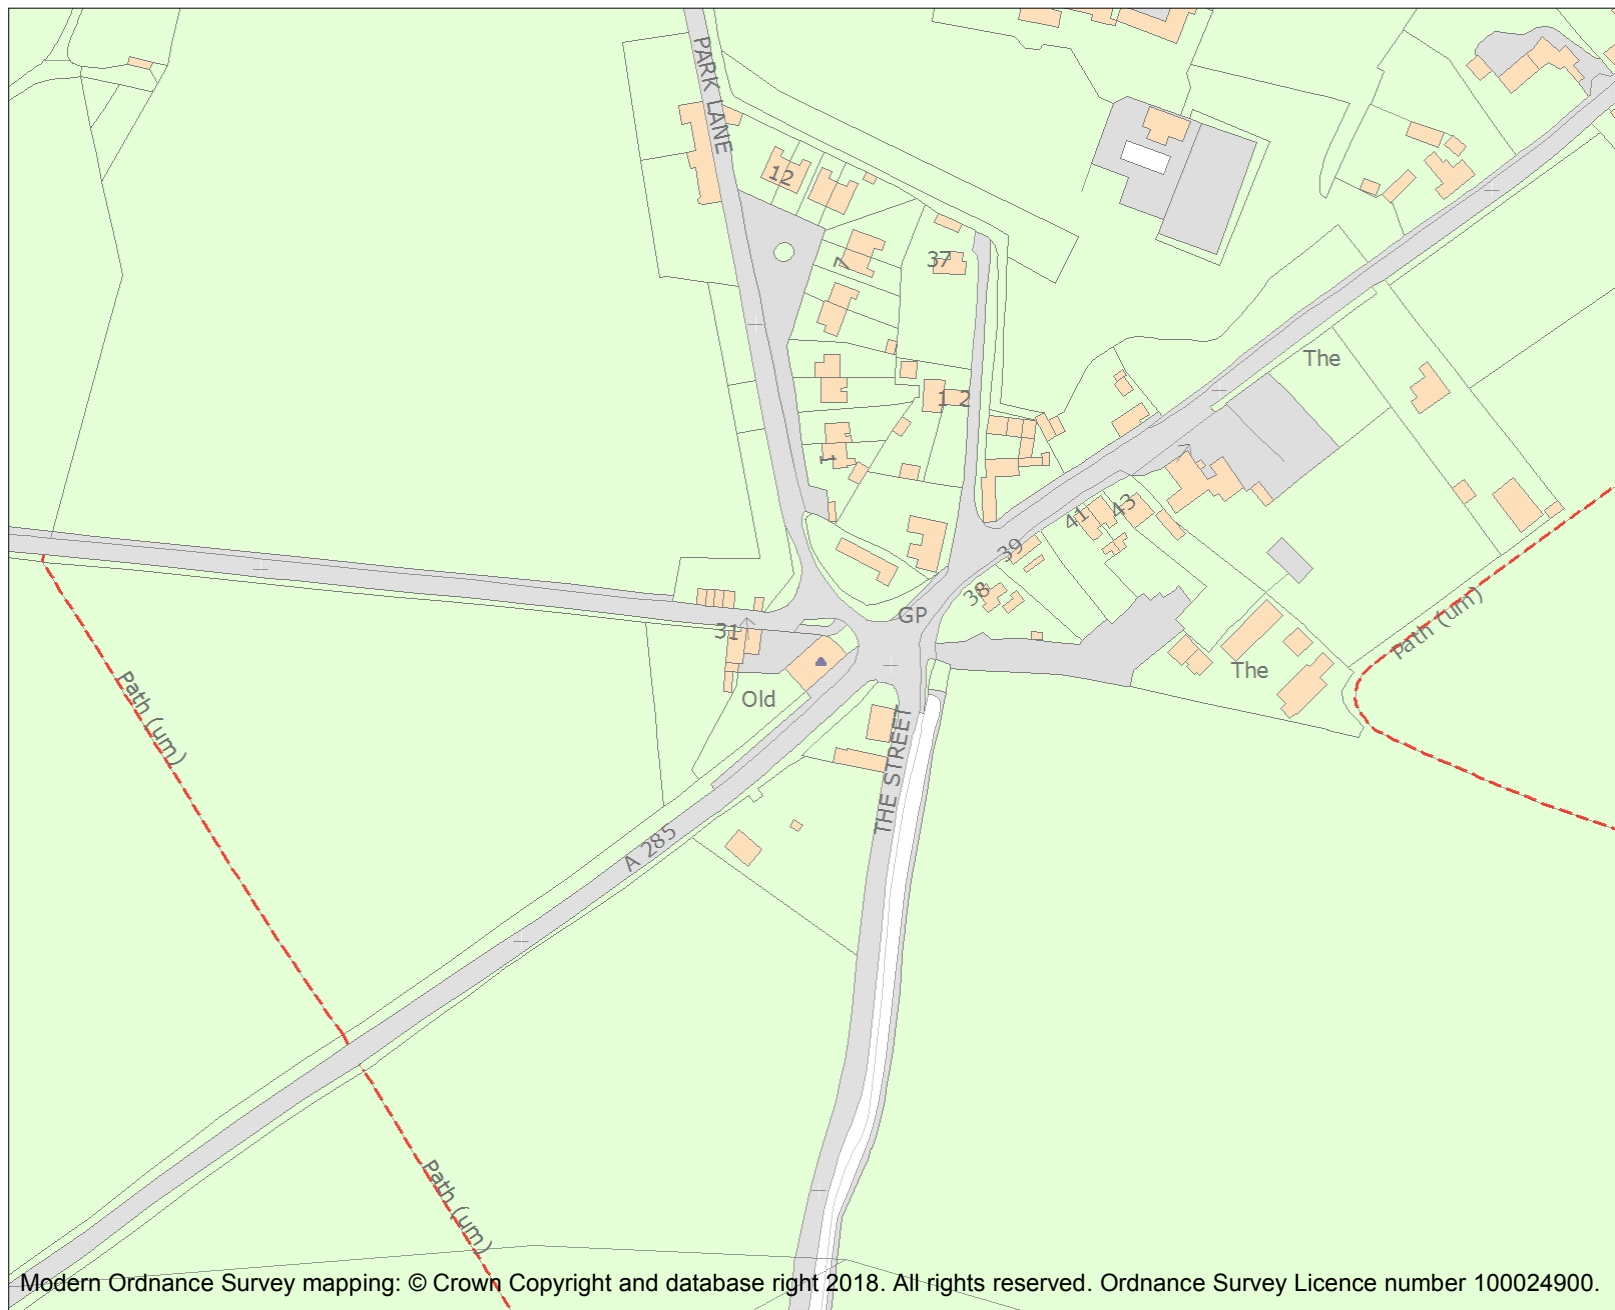 PARK LANE
12
7
37
The
1 2
1
41
43
39
38
GP
31
Old
The
Path (um)
Path (um)
THE STREET
A 285
Path (um)
Modern Ordnance Survey mapping: © Crown Copyright and database right 2018. All rights reserved. Ordnance Survey Licence number 100024900.